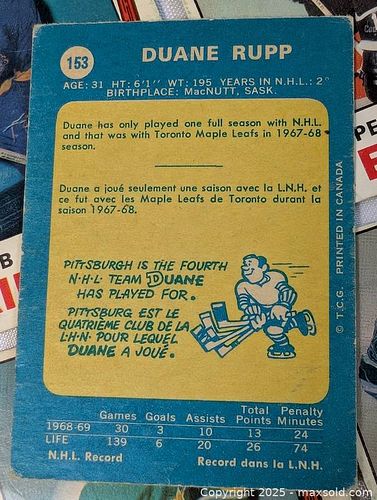 153
DUANE RUPP
AGE: 31 HT: 6'1" WT: 195 YEARS IN N.H.L.: 2
BIRTHPLACE: MacNUTT, SASK.
Duane has only played one full season with N.H.L.
and that was with Toronto Maple Leafs in 1967-68
season.
Duane a joué seulement une saison avec la L.N.H. et
ce fut avec les Maple Leafs de Toronto durant la
saison 1967-68.
PITTSBURGH IS THE FOURTH
N·H·L TEAM DUANE
HAS PLAYED FOR.
PITTSBURG EST LE
QUATRIÈME CLUB DE LA
L·H·N· POUR LEQUEL
DUANE A JOUÉ.
© T.C.G. PRINTED IN CANADA
Games Goals Assists Total Points Penalty Minutes
1968-69 30 3 10 13 24
LIFE 139 6 20 26 74
N.H.L. Record Record dans la L.N.H.
Copyright 2025 - maxsold.com